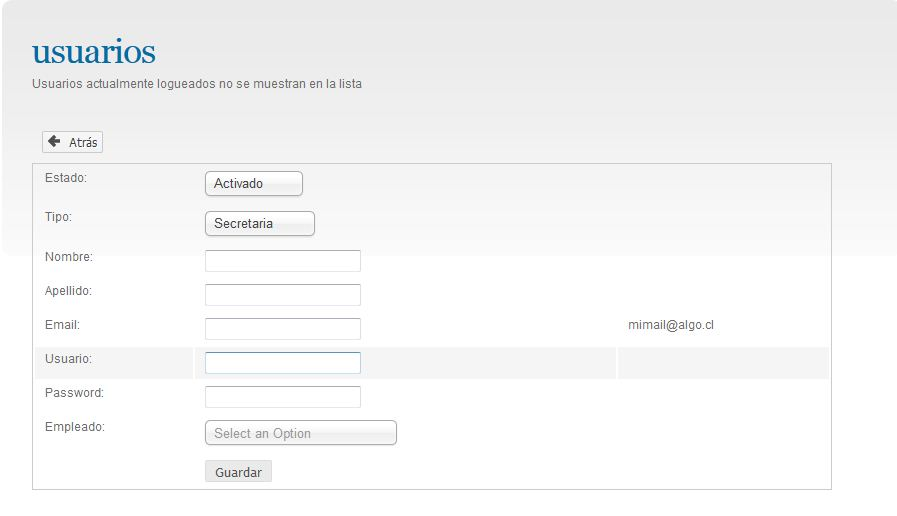 usuarios
Usuarios actualmente logueados no se muestran en la lista
Atrás
Estado: Activado
Tipo: Secretaria
Nombre:
Apellido:
Email: mimail@algo.cl
Usuario:
Password:
Empleado: Select an Option
Guardar